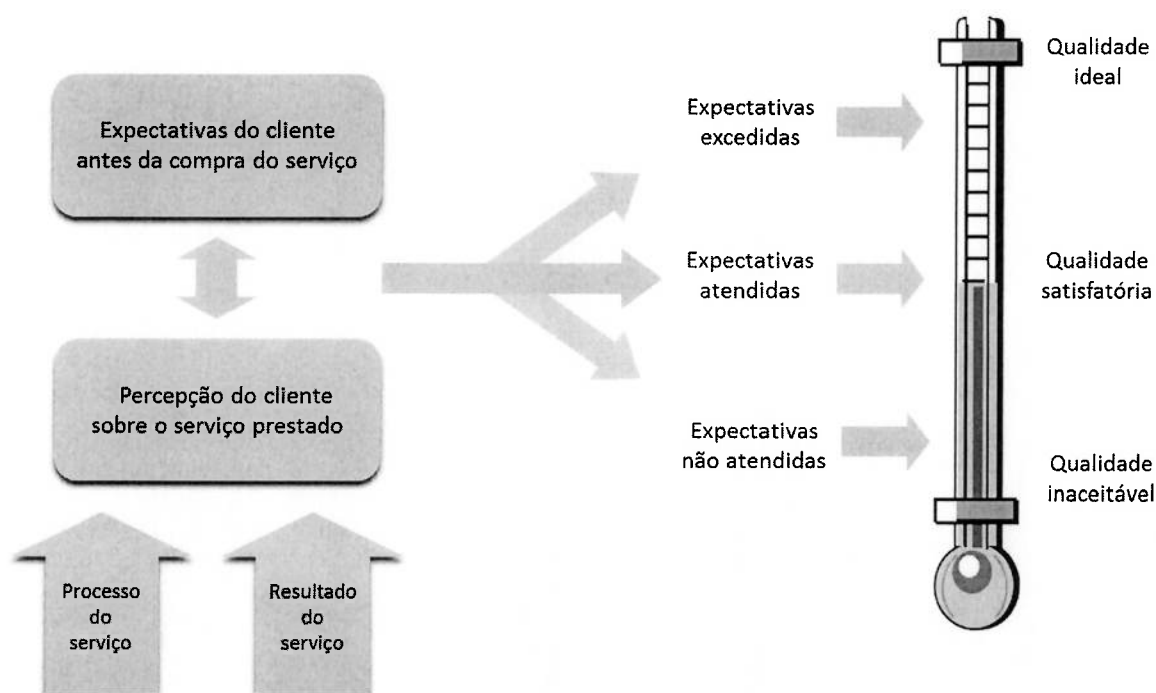 Expectativas do cliente
antes da compra do serviço
Percepção do cliente
sobre o serviço prestado
Processo
do
serviço
Resultado
do
serviço
Expectativas
excedidas
Expectativas
atendidas
Expectativas
não atendidas
Qualidade
ideal
Qualidade
satisfatória
Qualidade
inaceitável